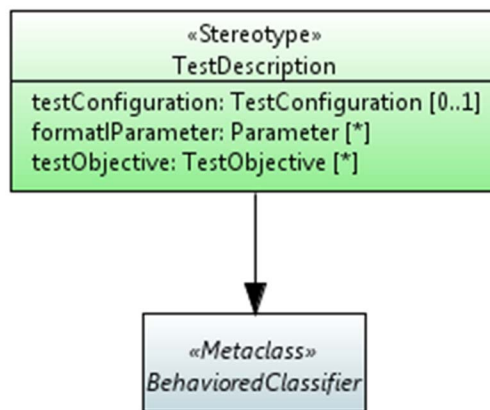 «Stereotype»
TestDescription
testConfiguration: TestConfiguration [0..1]
formatlParameter: Parameter [*]
testObjective: TestObjective [*]
«Metaclass»
BehavioredClassifier